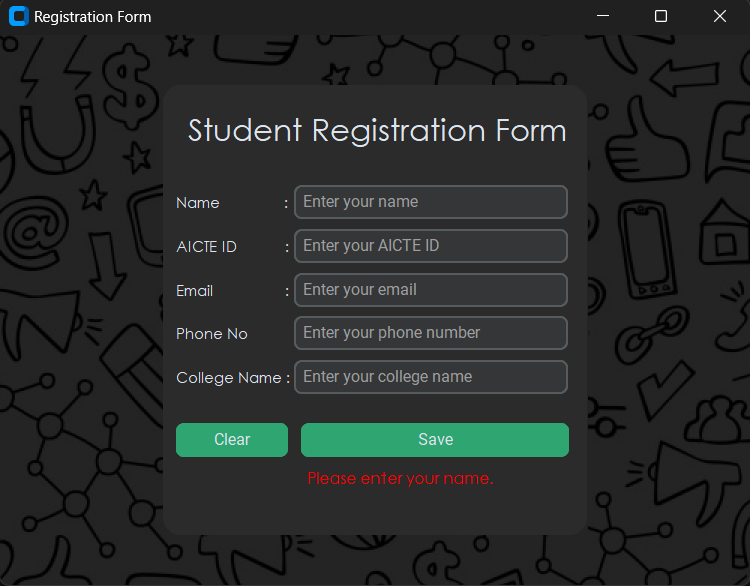 Registration Form
Student Registration Form
Name : Enter your name
AICTE ID : Enter your AICTE ID
Email : Enter your email
Phone No Enter your phone number
College Name : Enter your college name
Clear Save
Please enter your name.